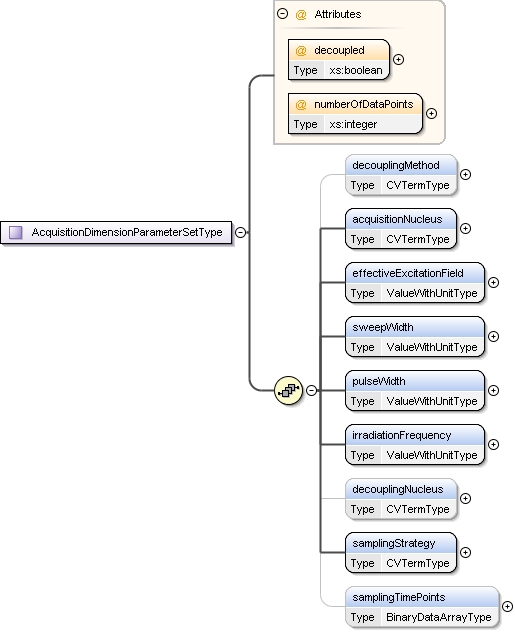 Attributes
@ decoupled
Type xs:boolean
@ numberOfDataPoints
Type xs:integer
AcquisitionDimensionParameterSetType
decouplingMethod
Type CVTermType
acquisitionNucleus
Type CVTermType
effectiveExcitationField
Type ValueWithUnitType
sweepWidth
Type ValueWithUnitType
pulseWidth
Type ValueWithUnitType
irradiationFrequency
Type ValueWithUnitType
decouplingNucleus
Type CVTermType
samplingStrategy
Type CVTermType
samplingTimePoints
Type BinaryDataArrayType